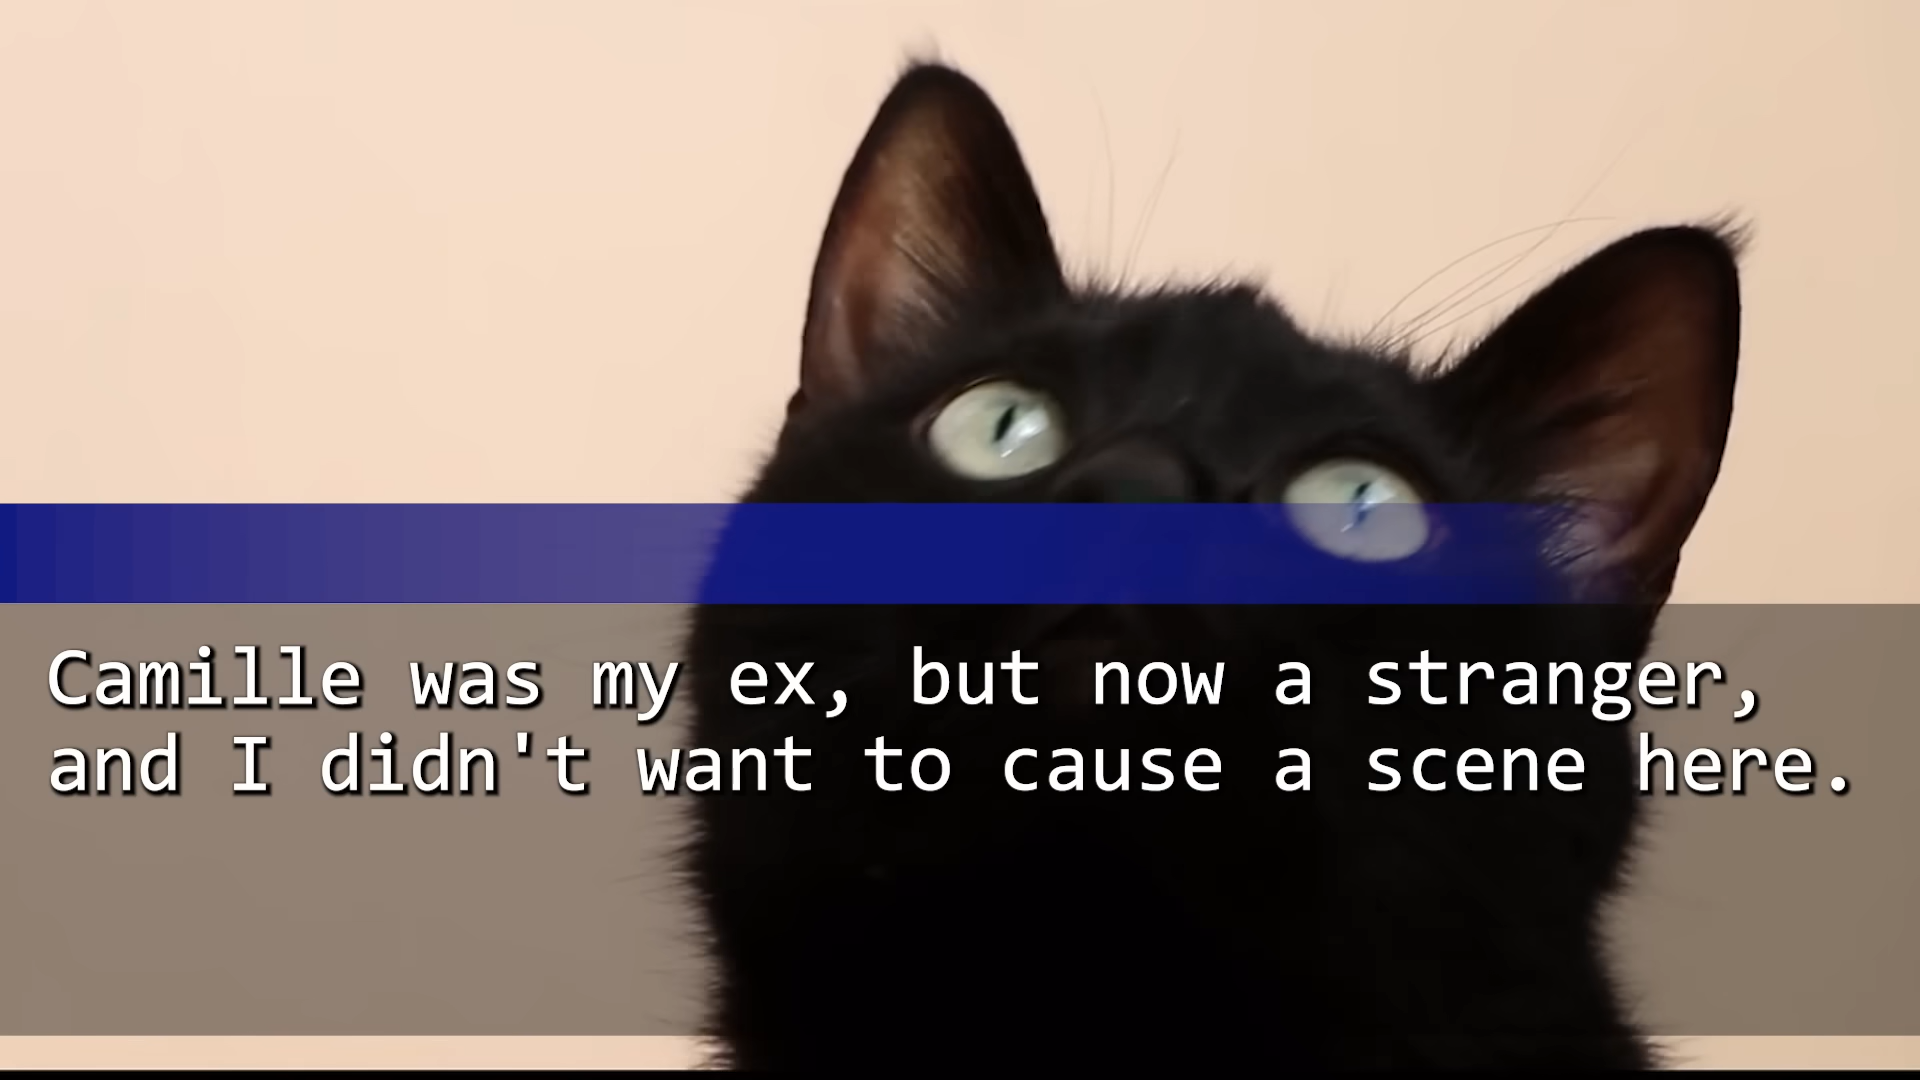 Camille was my ex, but now a stranger,
and I didn't want to cause a scene here.